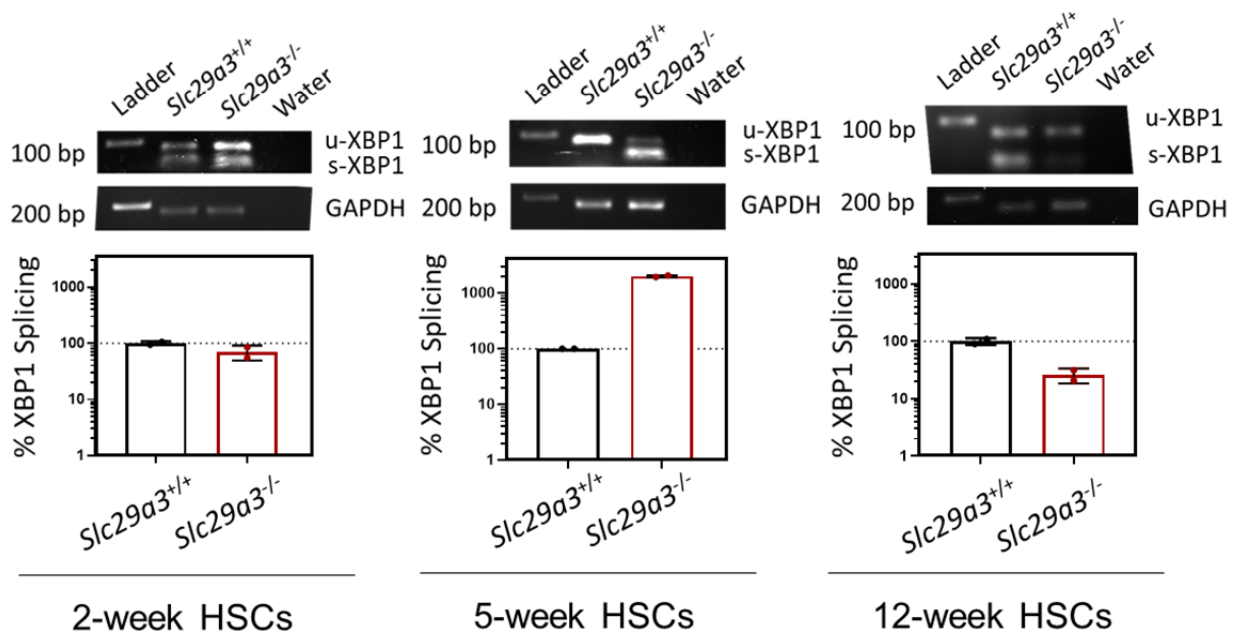 Ladder
Slc29a3+/+
Slc29a3-/-
Water
100 bp
u-XBP1
s-XBP1
200 bp
GAPDH
% XBP1 Splicing
1000
100
10
1
Slc29a3+/+
Slc29a3-/-
2-week HSCs
Ladder
Slc29a3+/+
Slc29a3-/-
Water
100 bp
u-XBP1
s-XBP1
200 bp
GAPDH
% XBP1 Splicing
1000
100
10
1
Slc29a3+/+
Slc29a3-/-
5-week HSCs
Ladder
Slc29a3+/+
Slc29a3-/-
Water
100 bp
u-XBP1
s-XBP1
200 bp
GAPDH
% XBP1 Splicing
1000
100
10
1
Slc29a3+/+
Slc29a3-/-
12-week HSCs